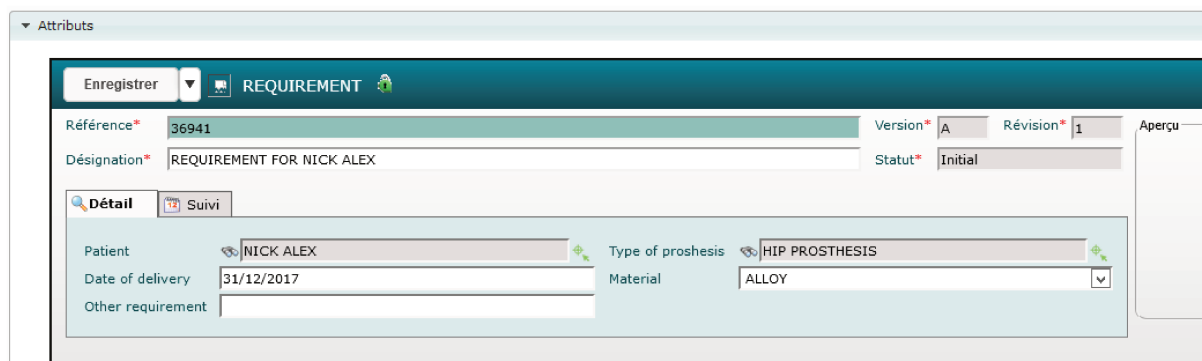 Attributs
Enregistrer REQUIREMENT
Référence* 36941 Version* A Révision* 1 Aperçu
Désignation* REQUIREMENT FOR NICK ALEX Statut* Initial
Détail 12 Suivi
Patient NICK ALEX Type of proshesis HIP PROSTHESIS
Date of delivery 31/12/2017 Material ALLOY
Other requirement